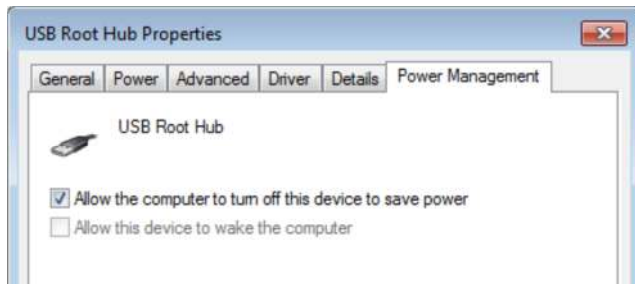 USB Root Hub Properties
General Power Advanced Driver Details Power Management
USB Root Hub
Allow the computer to turn off this device to save power
Allow this device to wake the computer